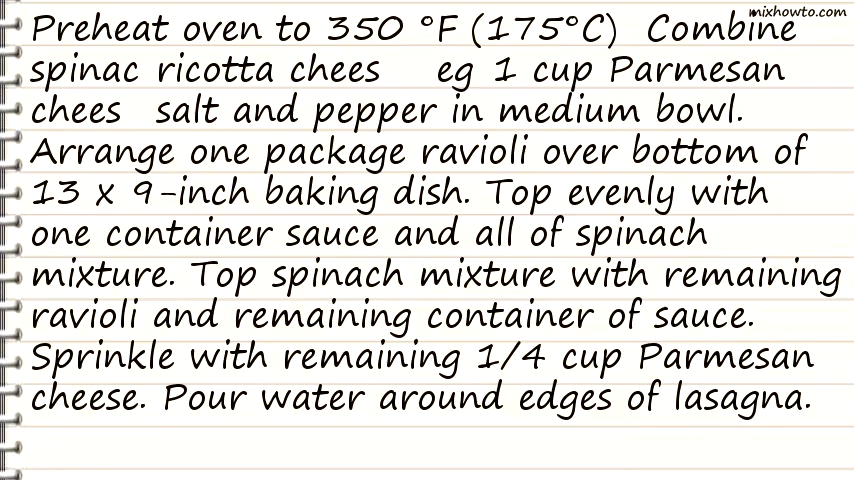 mixhowto.com
Preheat oven to 350 °F (175°C)  Combine
spinac ricotta chees    eg 1 cup Parmesan
chees  salt and pepper in medium bowl.
Arrange one package ravioli over bottom of
13 x 9-inch baking dish. Top evenly with
one container sauce and all of spinach
mixture. Top spinach mixture with remaining
ravioli and remaining container of sauce.
Sprinkle with remaining 1/4 cup Parmesan
cheese. Pour water around edges of lasagna.